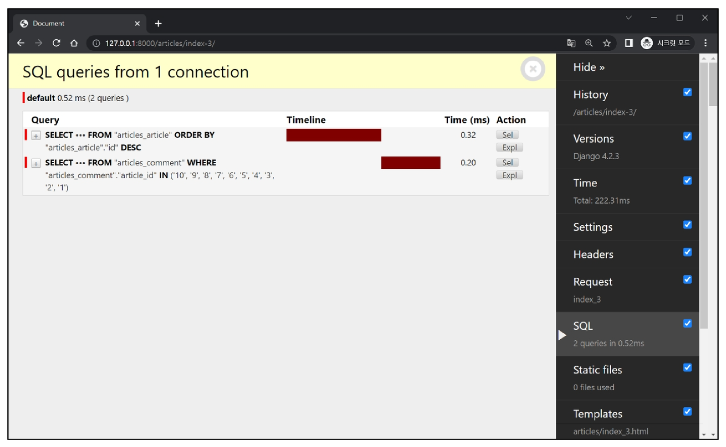 Document
127.0.0.1:8000/articles/index-3/
시크릿 모드
SQL queries from 1 connection
default 0.52 ms (2 queries )
Query Timeline Time (ms) Action
+ SELECT ••• FROM "articles_article" ORDER BY 0.32 Sel
"articles_article"."id" DESC Expl
+ SELECT ••• FROM "articles_comment" WHERE 0.20 Sel
"articles_comment"."article_id" IN ('10', '9', '8', '7', '6', '5', '4', '3', Expl
'2', '1')
Hide »
History
/articles/index-3/
Versions
Django 4.2.3
Time
Total: 222.31ms
Settings
Headers
Request
index_3
SQL
2 queries in 0.52ms
Static files
0 files used
Templates
articles/index_3.html